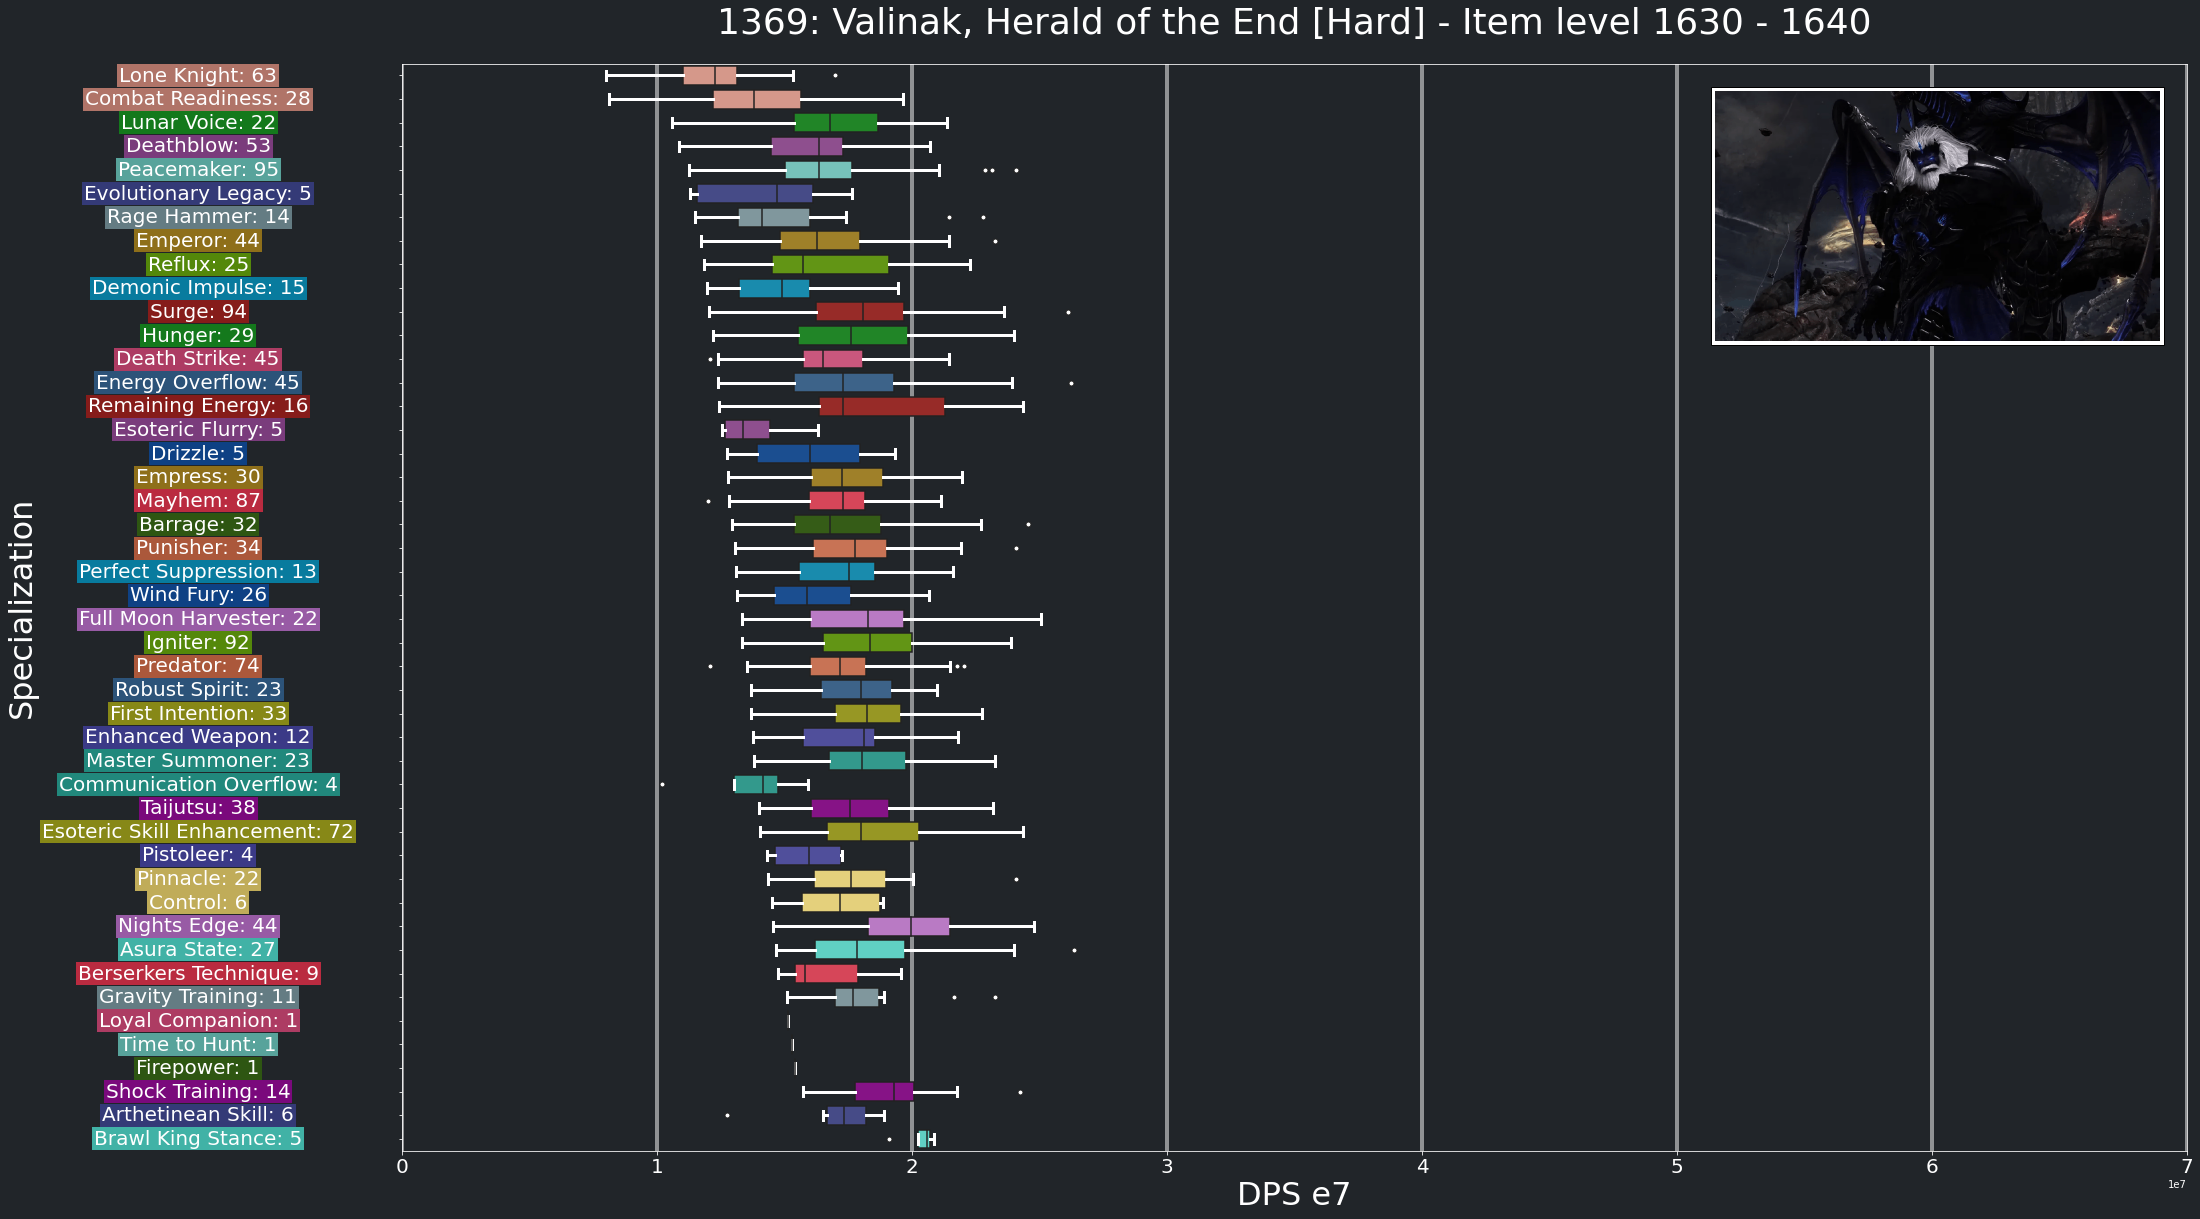 1369: Valinak, Herald of the End [Hard] - Item level 1630 - 1640
Specialization
Lone Knight: 63
Combat Readiness: 28
Lunar Voice: 22
Deathblow: 53
Peacemaker: 95
Evolutionary Legacy: 5
Rage Hammer: 14
Emperor: 44
Reflux: 25
Demonic Impulse: 15
Surge: 94
Hunger: 29
Death Strike: 45
Energy Overflow: 45
Remaining Energy: 16
Esoteric Flurry: 5
Drizzle: 5
Empress: 30
Mayhem: 87
Barrage: 32
Punisher: 34
Perfect Suppression: 13
Wind Fury: 26
Full Moon Harvester: 22
Igniter: 92
Predator: 74
Robust Spirit: 23
First Intention: 33
Enhanced Weapon: 12
Master Summoner: 23
Communication Overflow: 4
Taijutsu: 38
Esoteric Skill Enhancement: 72
Pistoleer: 4
Pinnacle: 22
Control: 6
Nights Edge: 44
Asura State: 27
Berserkers Technique: 9
Gravity Training: 11
Loyal Companion: 1
Time to Hunt: 1
Firepower: 1
Shock Training: 14
Arthetinean Skill: 6
Brawl King Stance: 5
0 1 2 3 4 5 6 7
1e7
DPS e7